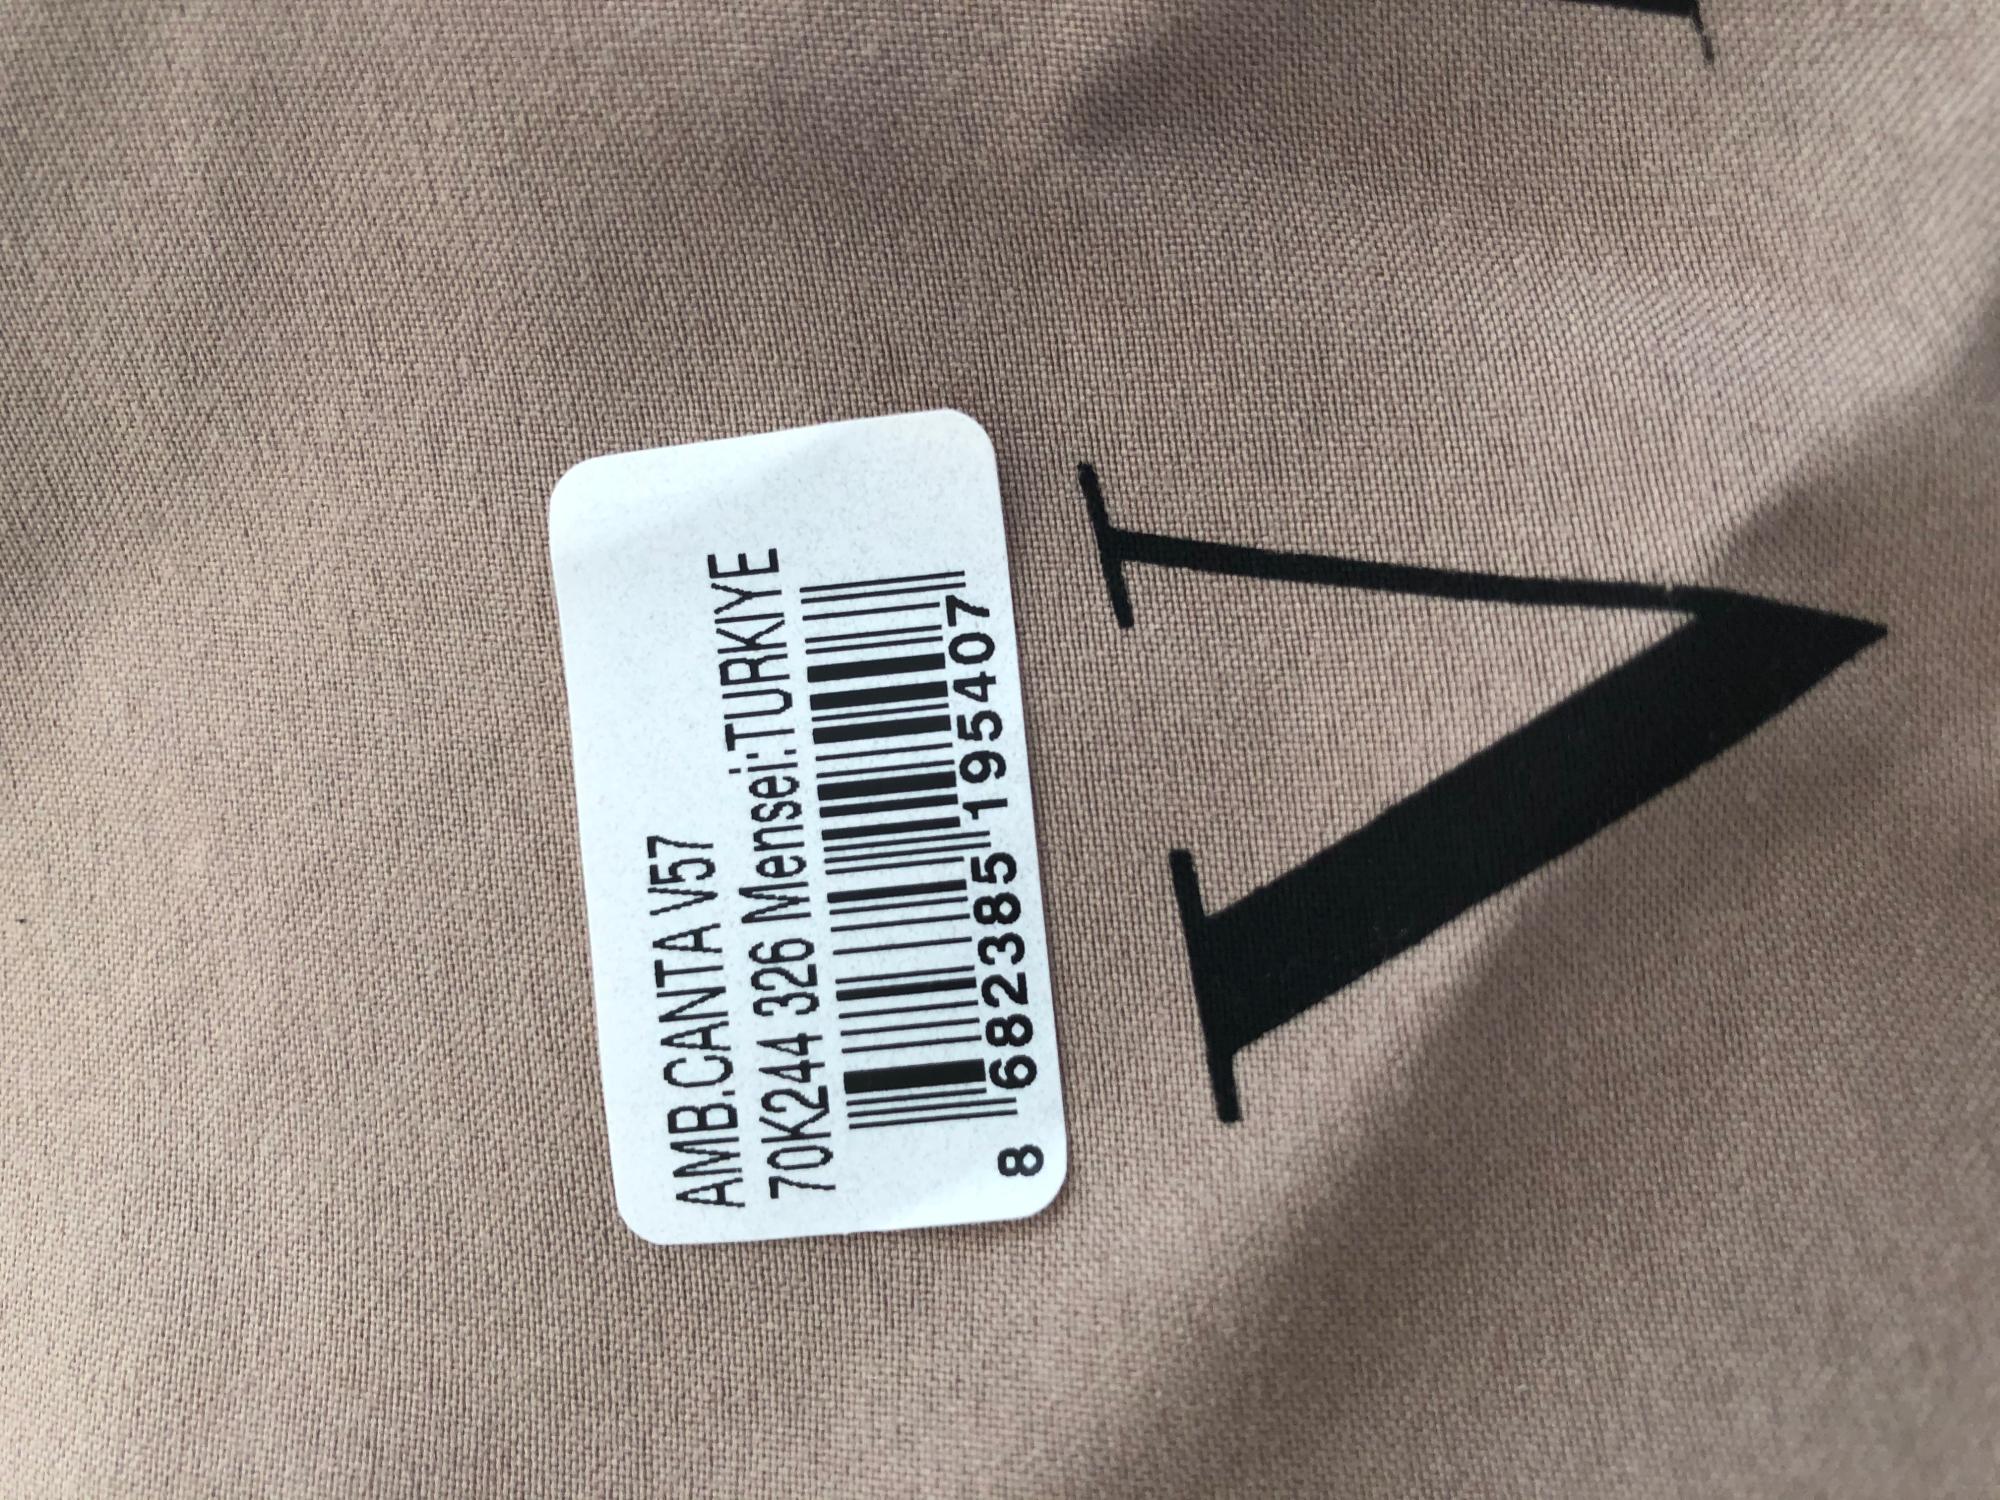 AMB.CANTA V57
70K244 326 Mensei:TURKIYE
8 682385 195407
V